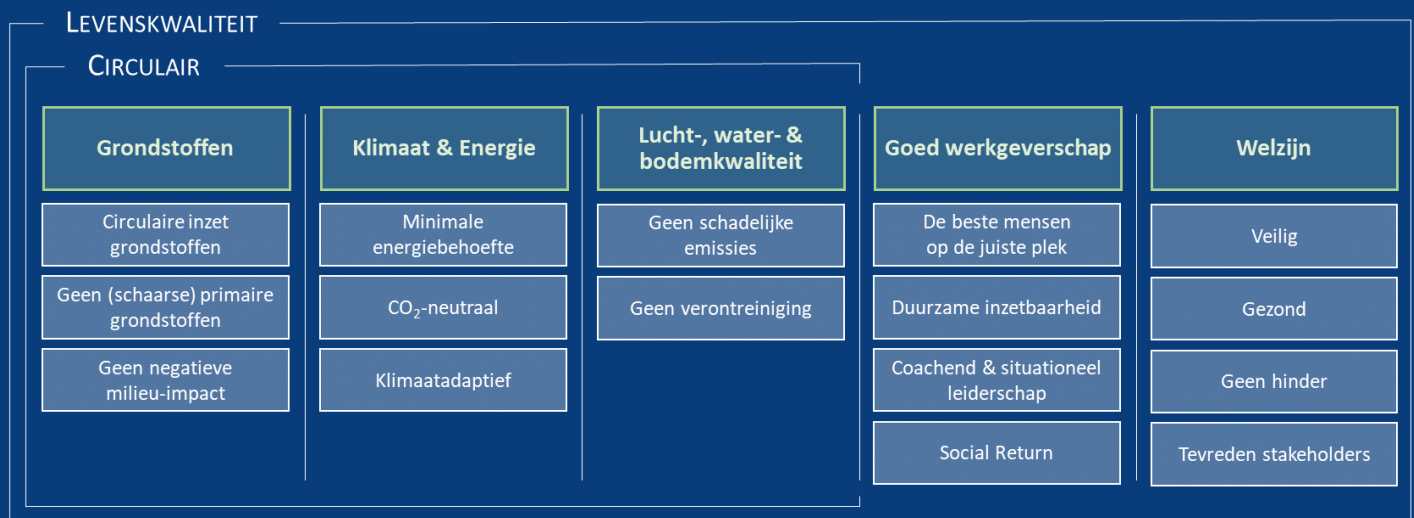 LEVENSKWALITEIT
CIRCULAIR
Grondstoffen
Circulaire inzet
grondstoffen
Geen (schaarse) primaire
grondstoffen
Geen negatieve
milieu-impact
Klimaat & Energie
Minimale
energiebehoefte
CO₂-neutraal
Klimaatadaptief
Lucht-, water- &
bodemkwaliteit
Geen schadelijke
emissies
Geen verontreiniging
Goed werkgeverschap
De beste mensen
op de juiste plek
Duurzame inzetbaarheid
Coachend & situationeel
leiderschap
Social Return
Welzijn
Veilig
Gezond
Geen hinder
Tevreden stakeholders